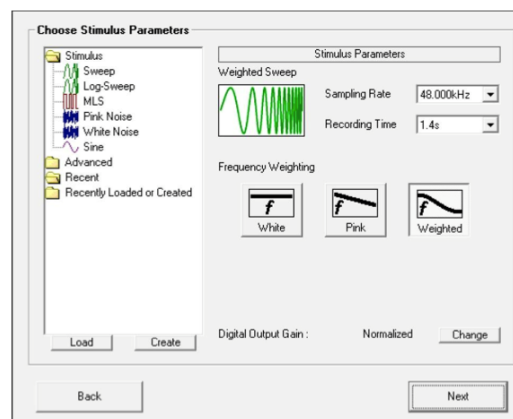 Choose Stimulus Parameters
Stimulus
Sweep
Log-Sweep
MLS
Pink Noise
White Noise
Sine
Advanced
Recent
Recently Loaded or Created
Load
Create
Stimulus Parameters
Weighted Sweep
Sampling Rate
48.000kHz
Recording Time
1.4s
Frequency Weighting
f
White
f
Pink
f
Weighted
Digital Output Gain :
Normalized
Change
Back
Next